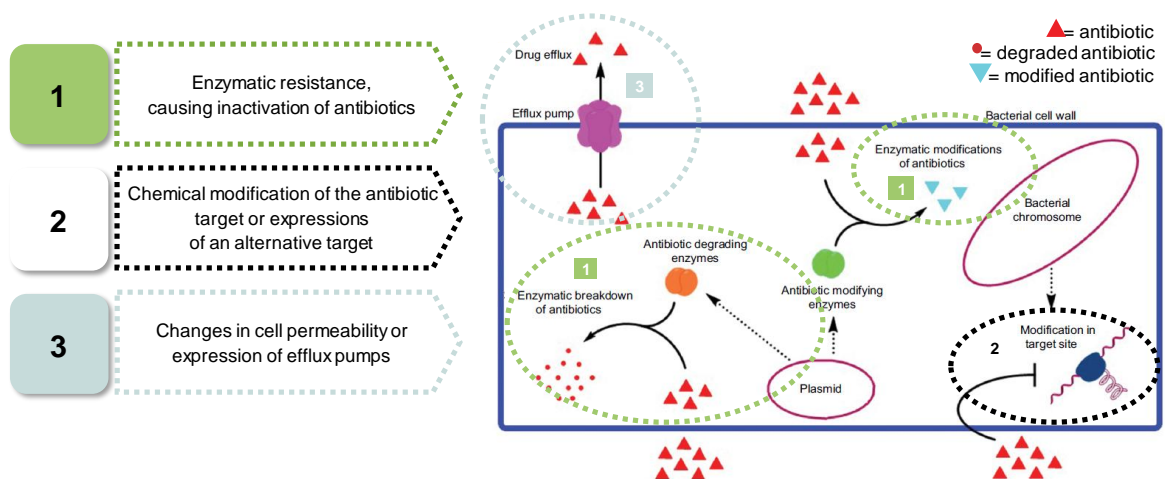 1
Enzymatic resistance,
causing inactivation of antibiotics
2
Chemical modification of the antibiotic
target or expressions
of an alternative target
3
Changes in cell permeability or
expression of efflux pumps
= antibiotic
= degraded antibiotic
= modified antibiotic
Drug efflux
3
Efflux pump
Bacterial cell wall
Enzymatic modifications
of antibiotics
1
Bacterial
chromosome
Antibiotic degrading
enzymes
1
Enzymatic breakdown
of antibiotics
Antibiotic modifying
enzymes
Plasmid
Modification in
target site
2